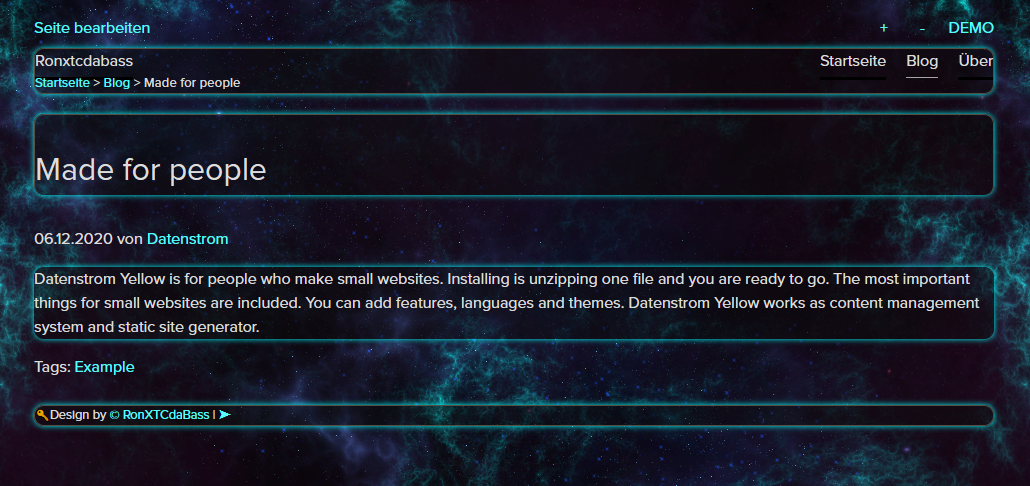 Seite bearbeiten + - DEMO
Ronxtcdabass Startseite Blog Über
Startseite > Blog > Made for people
Made for people
06.12.2020 von Datenstrom
Datenstrom Yellow is for people who make small websites. Installing is unzipping one file and you are ready to go. The most important
things for small websites are included. You can add features, languages and themes. Datenstrom Yellow works as content management
system and static site generator.
Tags: Example
Design by © RonXTCdaBass | ➤